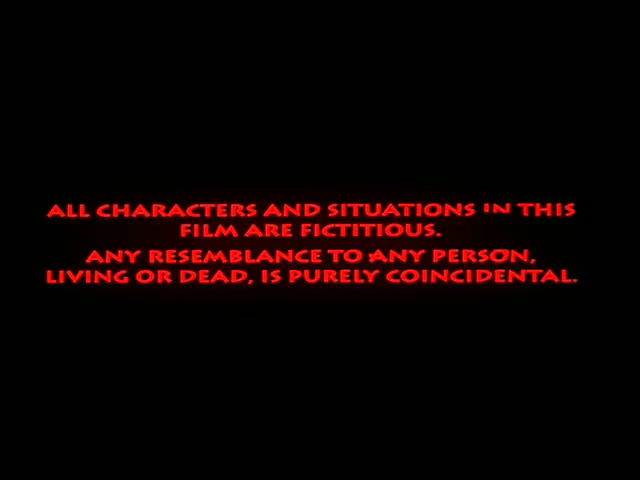 ALL CHARACTERS AND SITUATIONS IN THIS
FILM ARE FICTITIOUS.
ANY RESEMBLANCE TO ANY PERSON,
LIVING OR DEAD, IS PURELY COINCIDENTAL.